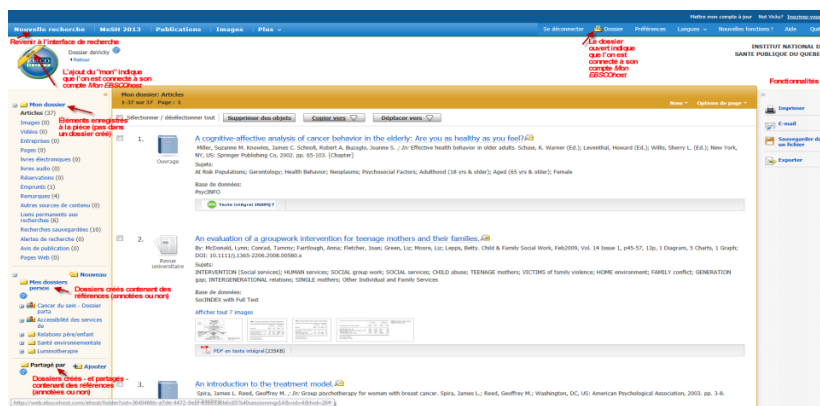 Mettre mon compte à jour Not Vicky? Inscrivez-vous
Nouvelle recherche MeSH 2013 Publications Images Plus
Se déconnecter Dossier Préférences Langues Nouvelles fonctions ! Aide
Revenir à l'interface de recherche
Dossier deVicky
Retour
L'ajout du "mon" indique
que l'on est connecté à son
compte Mon EBSCOhost
Le dossier
ouvert indique
que l'on est
connecté à son
compte Mon
EBSCOhost
INSTITUT NATIONAL D
SANTE PUBLIQUE DU QUEBE
Fonctionnalités
Mon dossier
Articles (37)
Images (0)
Vidéos (0)
Entreprises (0)
Pages (0)
livres électroniques (0)
livres audio (0)
Réservations (0)
Emprunts (1)
Remarques (4)
Autres sources de contenu (0)
Liens permanents aux
recherches (6)
Recherches sauvegardées (10)
Alertes de recherche (0)
Avis de publication (0)
Pages Web (0)
Éléments enregistrés
à la pièce (pas dans
un dossier créé)
Nouveau
Mes dossiers
persos
Dossiers créés contenant des
références (annotées ou non)
Cancer du sein - Dossier
parta
Accessibilité des services
de
Relations père/enfant
Santé environnementale
Luminotherapie
Partagé par Ajouter
Dossiers créés - et partagés -
contenant des références
(annotées ou non)
Mon dossier: Articles
1-37 sur 37 Page : 1
Nom Options de page
Sélectionner / désélectionner tout Supprimer des objets Copier vers Déplacer vers
1.
Ouvrage
A cognitive-affective analysis of cancer behavior in the elderly: Are you as healthy as you feel?
Miller, Suzanne M. Knowles, James C. Schnoll, Robert A. Buzaglo, Joanne S. ; In: Effective health behavior in older adults. Schaie, K. Warner (Ed.); Leventhal, Howard (Ed.); Willis, Sherry L. (Ed.); New York,
NY, US: Springer Publishing Co, 2002. pp. 65-103. [Chapter]
Sujets:
At Risk Populations; Gerontology; Health Behavior; Neoplasms; Psychosocial Factors; Adulthood (18 yrs & older); Aged (65 yrs & older); Female
Base de données:
PsycINFO
Texte intégral INSPQ ?
2.
Revue
universitaire
An evaluation of a groupwork intervention for teenage mothers and their families.
By: McDonald, Lynn; Conrad, Tammy; Fairtlough, Anna; Fletcher, Joan; Green, Liz; Moore, Liz; Lepps, Betty. Child & Family Social Work, Feb2009, Vol. 14 Issue 1, p45-57, 13p, 1 Diagram, 5 Charts, 1 Graph;
DOI: 10.1111/j.1365-2206.2008.00580.x
Sujets:
INTERVENTION (Social services); HUMAN services; SOCIAL group work; SOCIAL services; CHILD abuse; TEENAGE mothers; VICTIMS of family violence; HOME environment; FAMILY conflict; GENERATION
gap; INTERGENERATIONAL relations; SINGLE mothers; Other Individual and Family Services
Base de données:
SocINDEX with Full Text
Afficher tout 7 images
PDF en texte intégral (235KB)
3.
An introduction to the treatment model.
Spira, James L. Reed, Geoffrey M. ; In: Group psychotherapy for women with breast cancer. Spira, James L.; Reed, Geoffrey M.; Washington, DC, US: American Psychological Association, 2003. pp. 3-8.
Imprimer
E-mail
Sauvegarder da
un fichier
Exporter